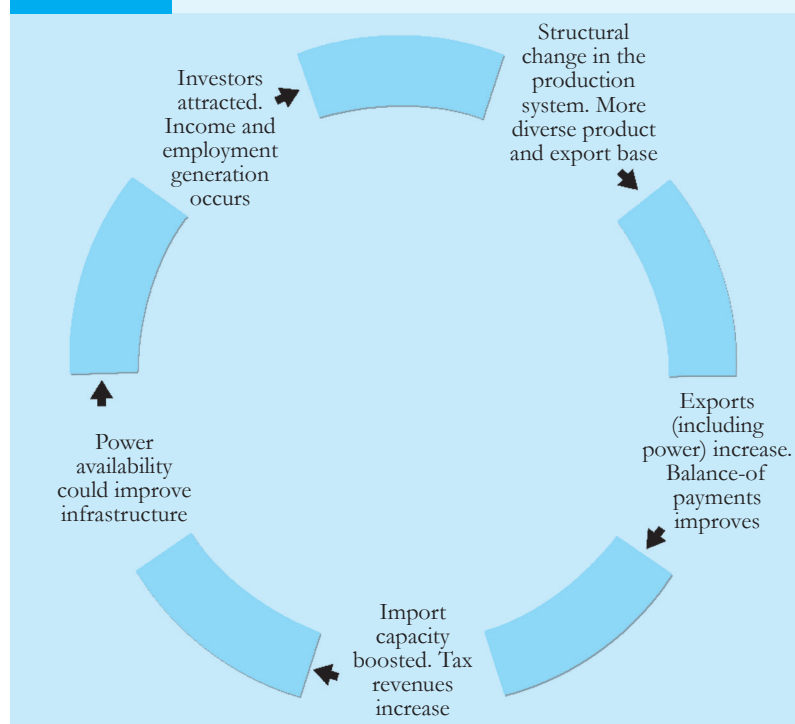 Investors
attracted.
Income and
employment
generation
occurs
Structural
change in the
production
system. More
diverse product
and export base
Exports
(including
power) increase.
Balance-of
payments
improves
Import
capacity
boosted. Tax
revenues
increase
Power
availability
could improve
infrastructure